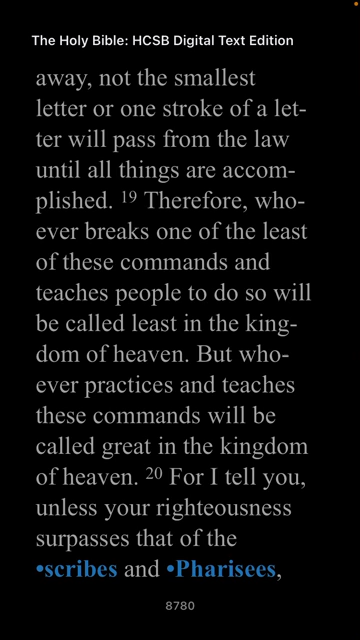 The Holy Bible: HCSB Digital Text Edition
away, not the smallest
letter or one stroke of a let-
ter will pass from the law
until all things are accom-
plished. 19 Therefore, who-
ever breaks one of the least
of these commands and
teaches people to do so will
be called least in the king-
dom of heaven. But who-
ever practices and teaches
these commands will be
called great in the kingdom
of heaven. 20 For I tell you,
unless your righteousness
surpasses that of the
•scribes and •Pharisees,
8780